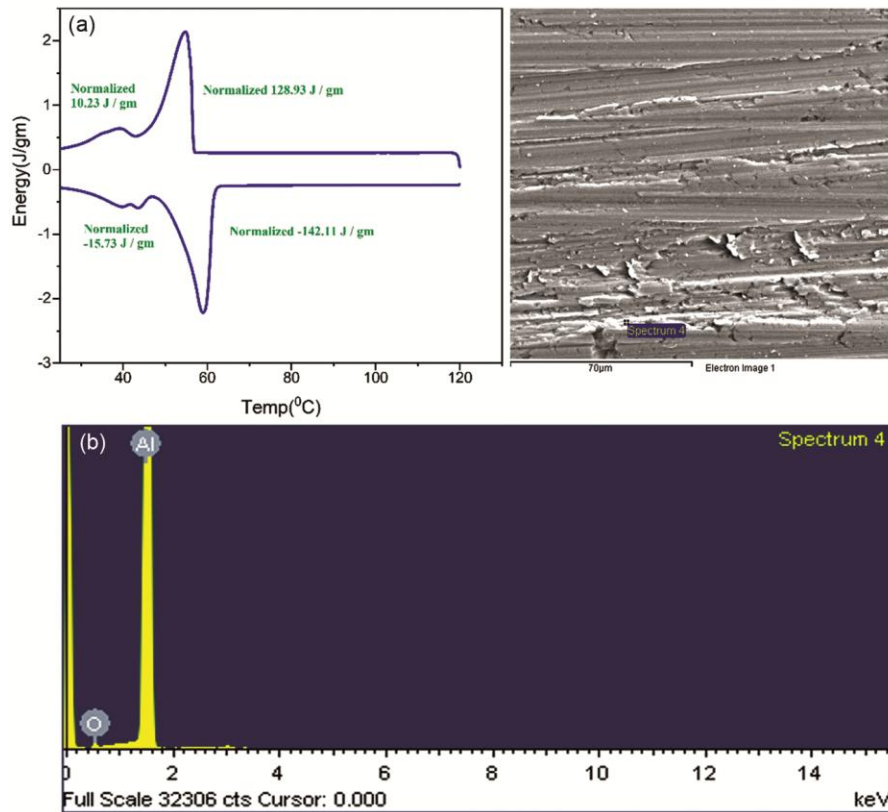 (a)
2
1
0
-1
-2
-3
Energy(J/gm)
Normalized
10.23 J / gm
Normalized 128.93 J / gm
Normalized
-15.73 J / gm
Normalized -142.11 J / gm
40
60
80
100
120
Temp(⁰C)
Spectrum 4
70µm
Electron Image 1
(b)
Al
Spectrum 4
O
0
2
4
6
8
10
12
14
Full Scale 32306 cts Cursor: 0.000
keV